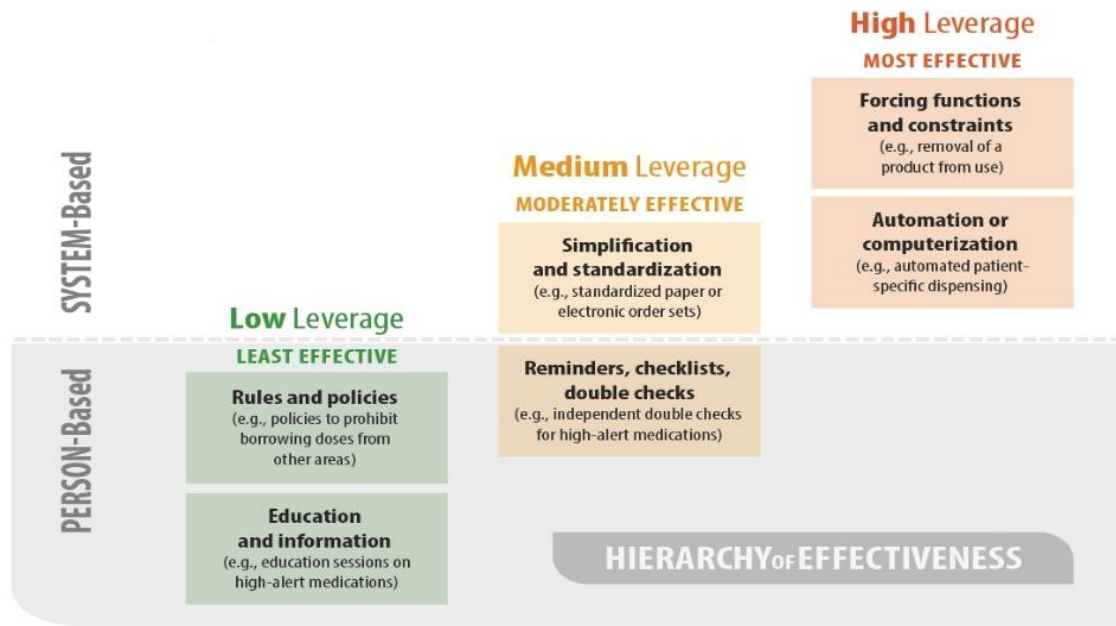 High Leverage
MOST EFFECTIVE
Forcing functions
and constraints
(e.g., removal of a
product from use)
Automation or
computerization
(e.g., automated patient-
specific dispensing)
SYSTEM-Based
Medium Leverage
MODERATELY EFFECTIVE
Simplification
and standardization
(e.g., standardized paper or
electronic order sets)
Reminders, checklists,
double checks
(e.g., independent double checks
for high-alert medications)
Low Leverage
LEAST EFFECTIVE
PERSON-Based
Rules and policies
(e.g., policies to prohibit
borrowing doses from
other areas)
Education
and information
(e.g., education sessions on
high-alert medications)
HIERARCHY OF EFFECTIVENESS